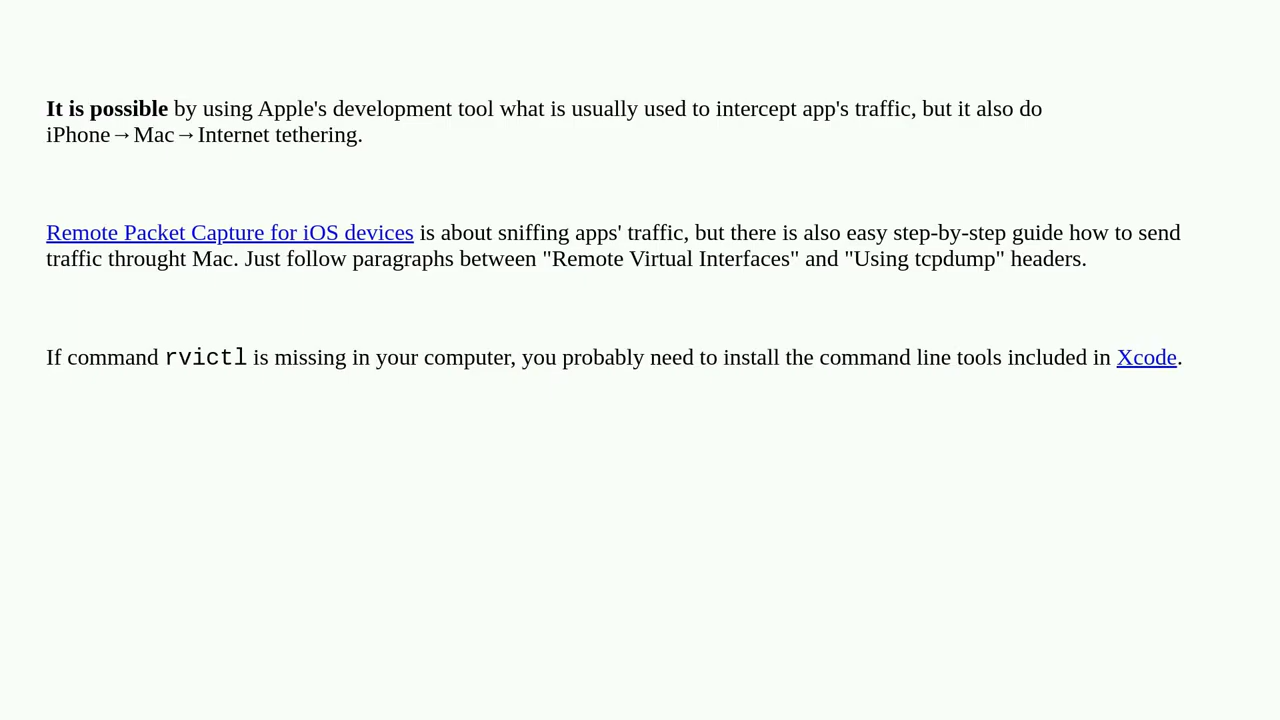 It is possible by using Apple's development tool what is usually used to intercept app's traffic, but it also do
iPhone→Mac→Internet tethering.
Remote Packet Capture for iOS devices is about sniffing apps' traffic, but there is also easy step-by-step guide how to send
traffic throught Mac. Just follow paragraphs between "Remote Virtual Interfaces" and "Using tcpdump" headers.
If command rvictl is missing in your computer, you probably need to install the command line tools included in Xcode.